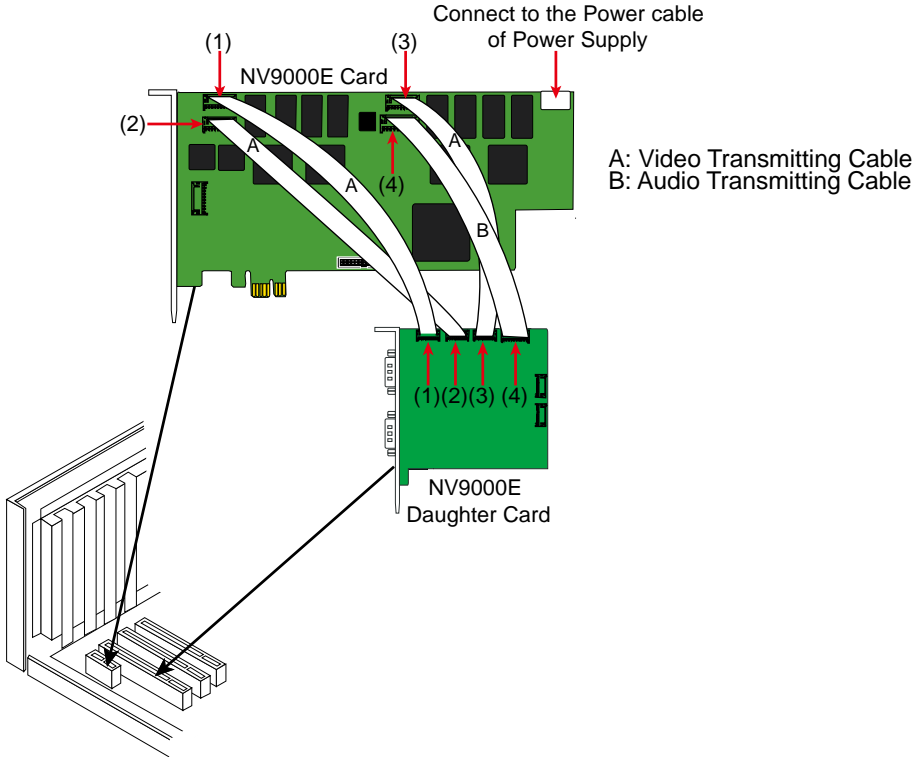 Connect to the Power cable
of Power Supply
(1)
(3)
NV9000E Card
(2)
A
A
A
(4)
B
A: Video Transmitting Cable
B: Audio Transmitting Cable
(1)
(2)
(3)
(4)
NV9000E
Daughter Card